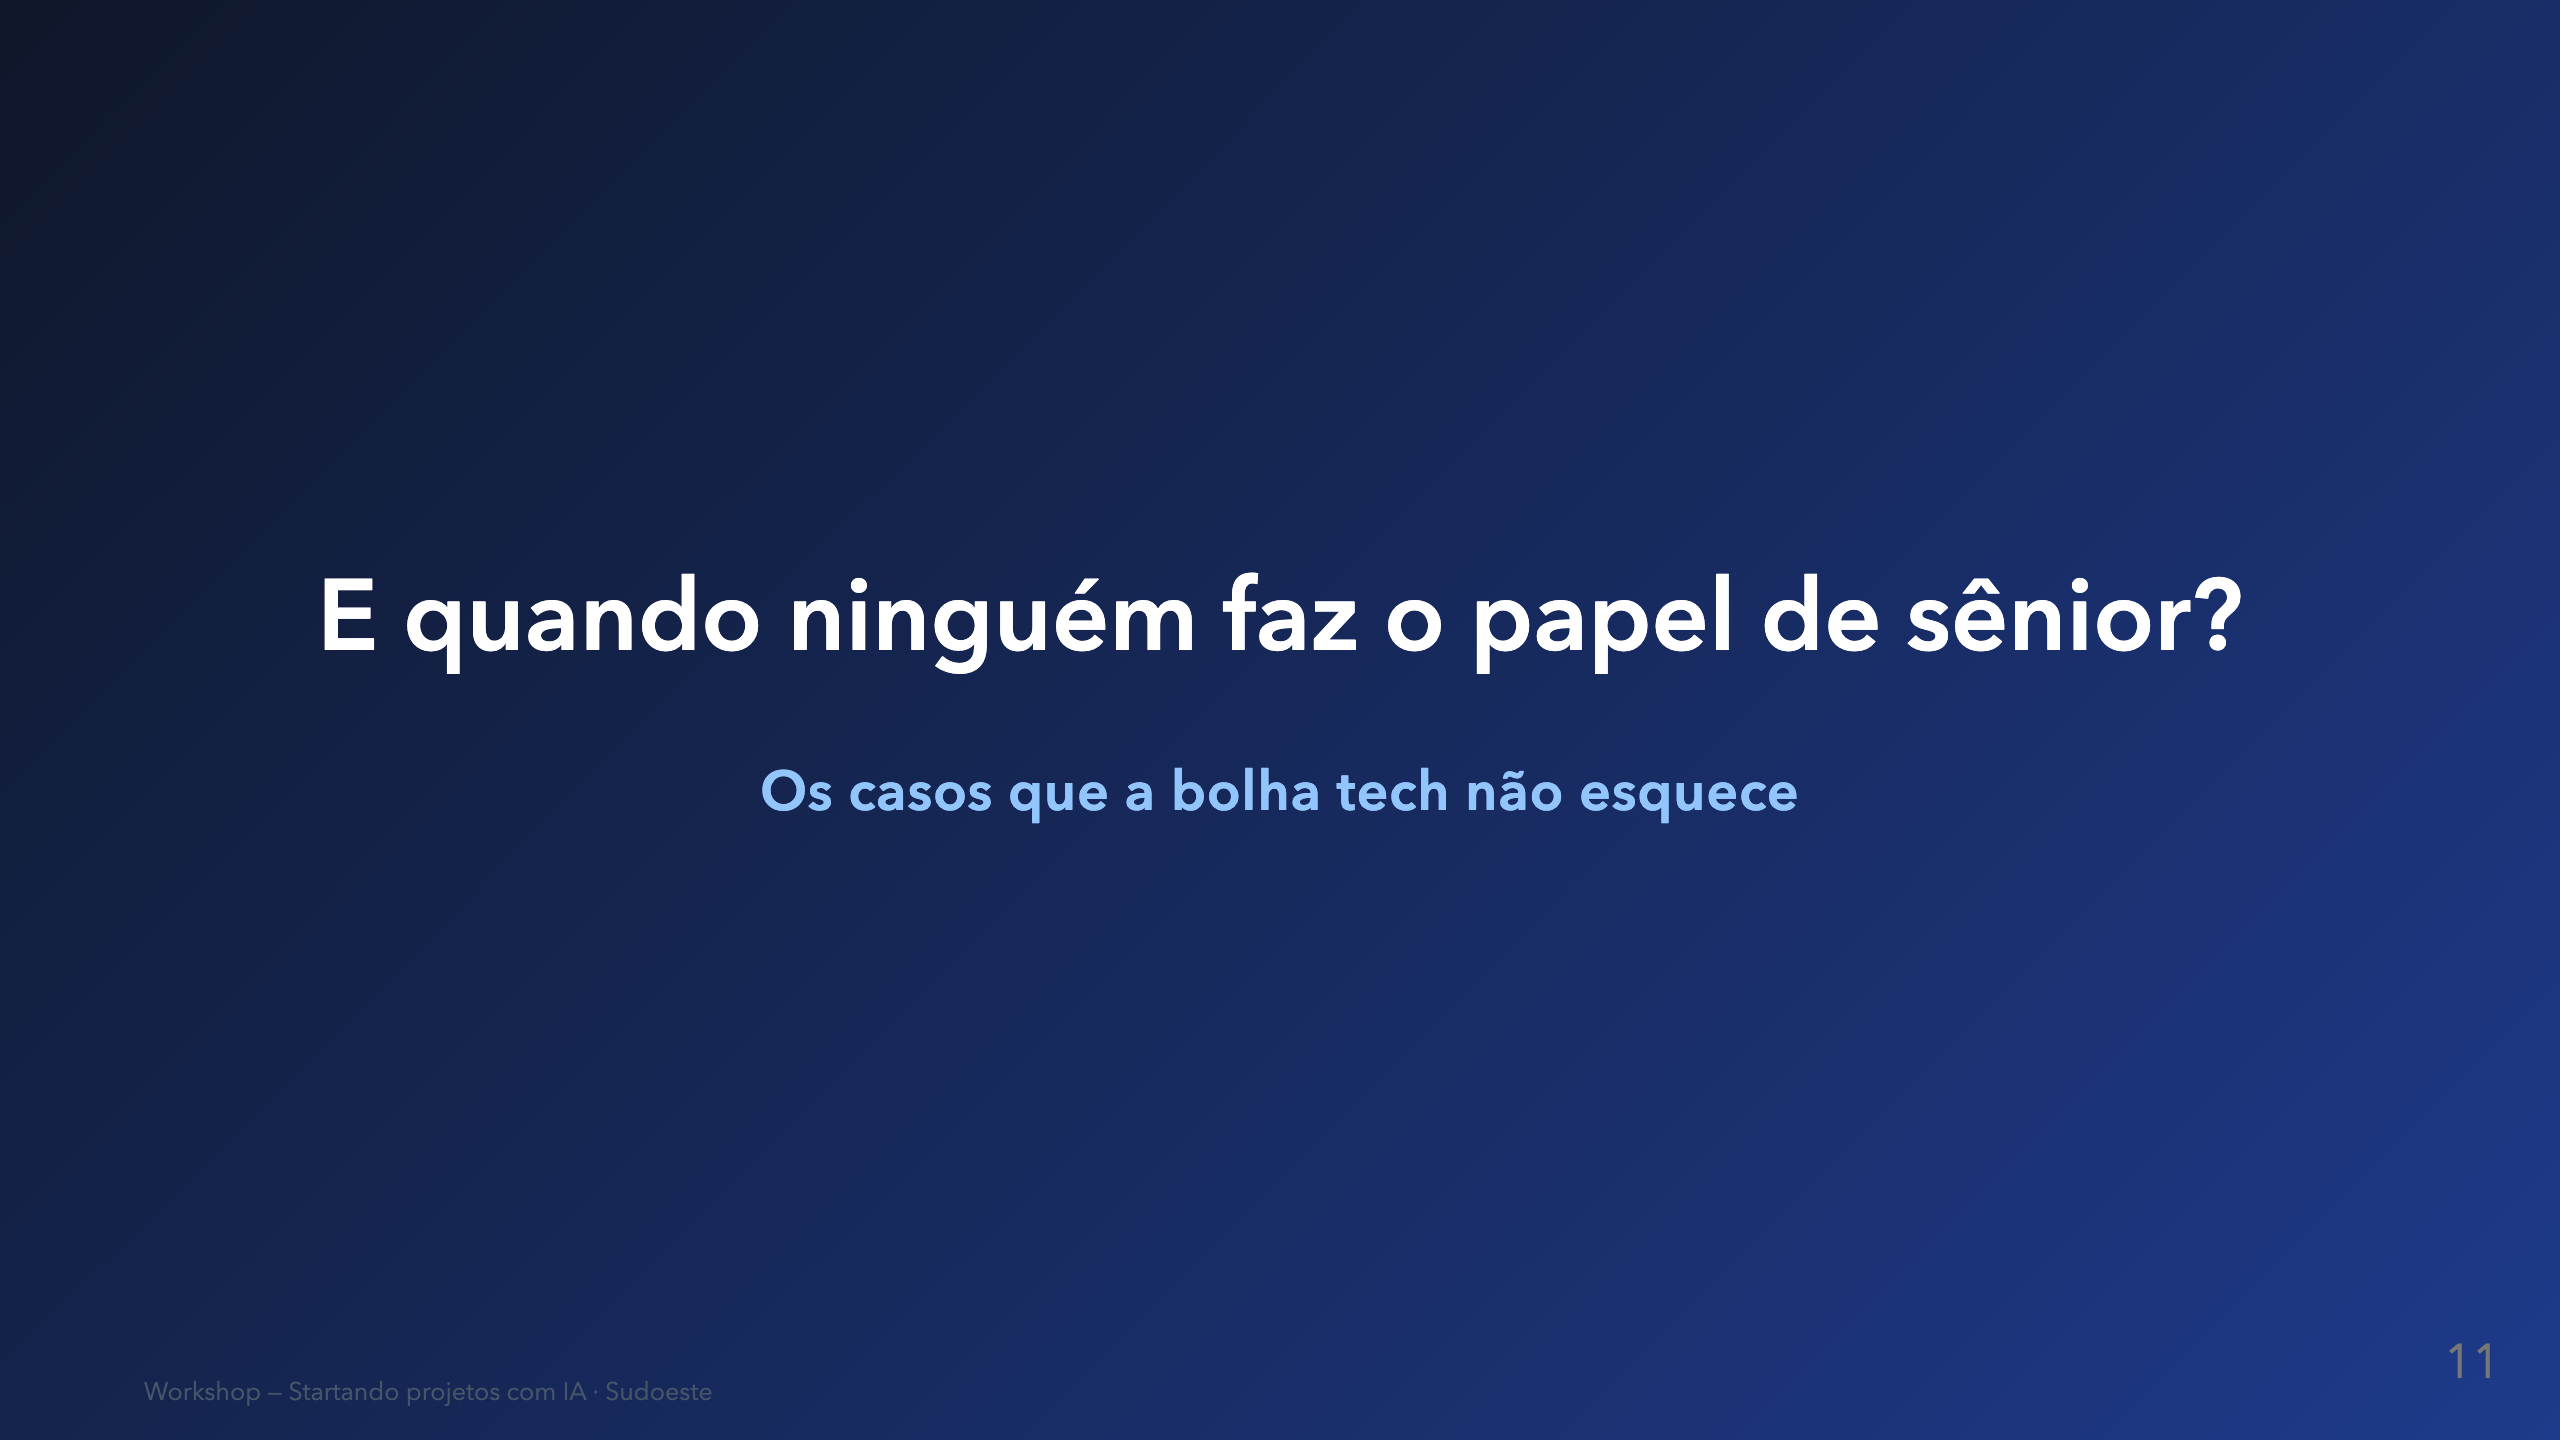 E quando ninguém faz o papel de sênior?
Os casos que a bolha tech não esquece
Workshop – Startando projetos com IA · Sudoeste
11